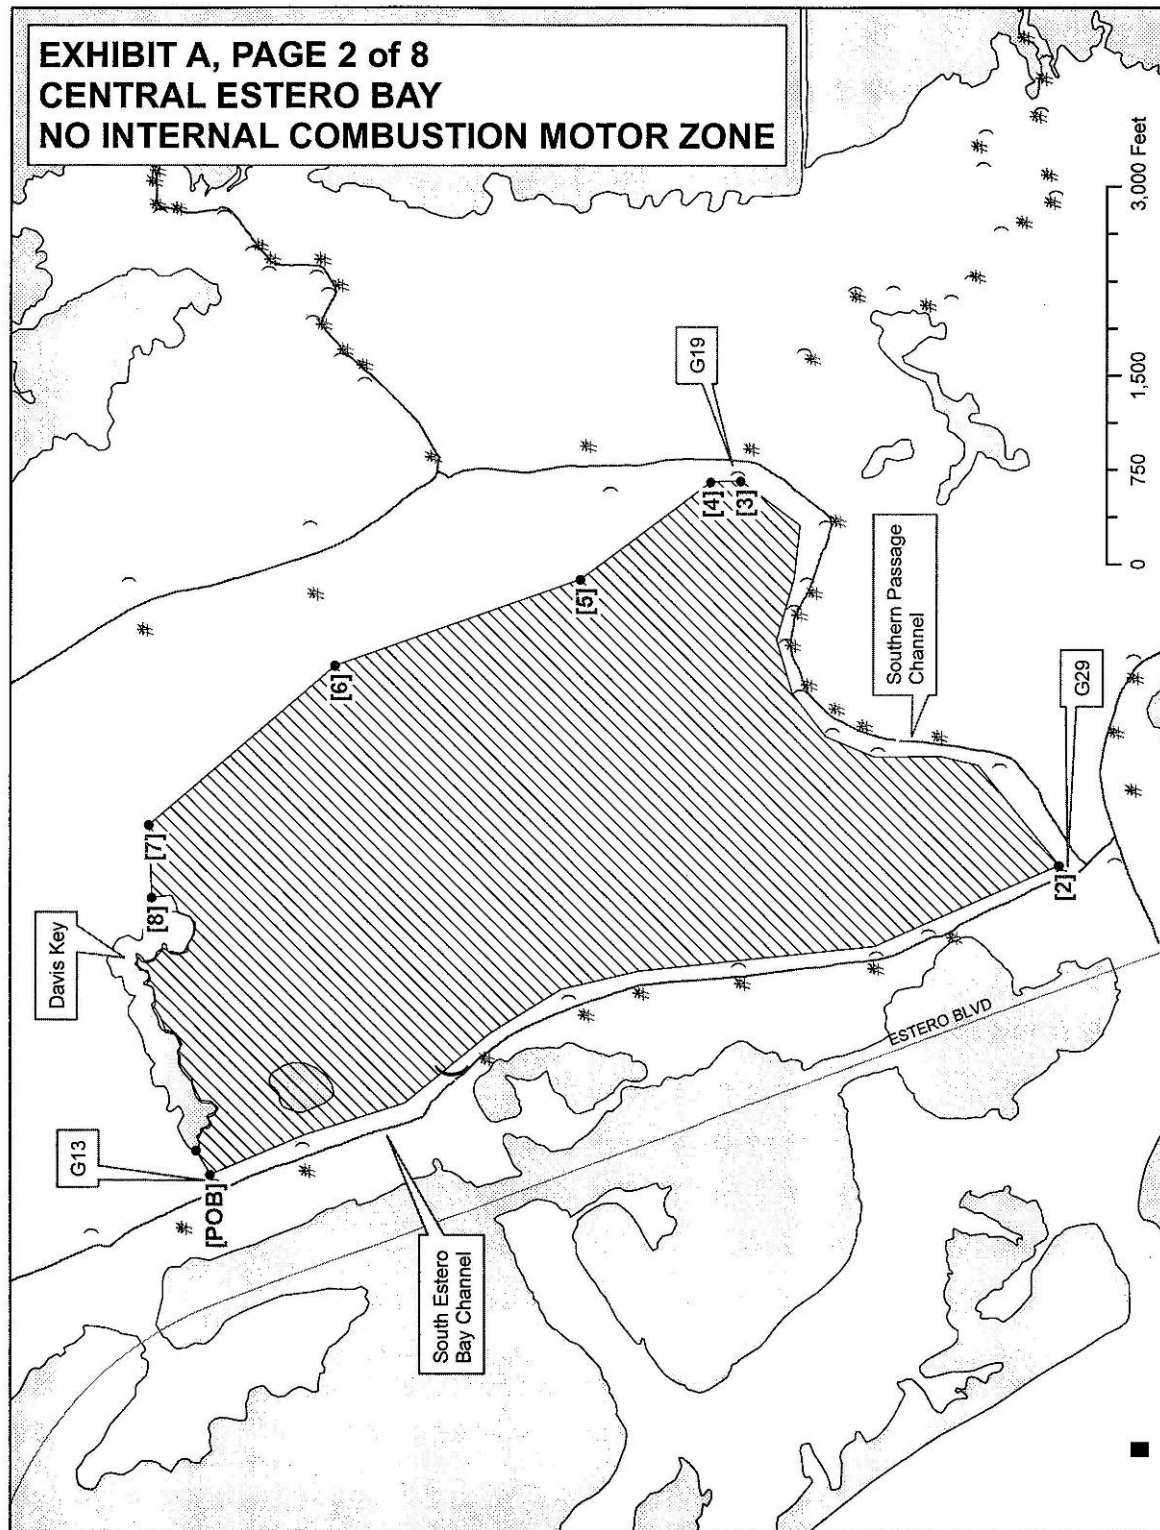 EXHIBIT A, PAGE 2 of 8
CENTRAL ESTERO BAY
NO INTERNAL COMBUSTION MOTOR ZONE
Davis Key
G13
[POB]
[8]
[7]
[6]
[5]
[4]
[3]
G19
South Estero
Bay Channel
ESTERO BLVD
Southern Passage
Channel
[2]
G29
0
750
1,500
3,000 Feet